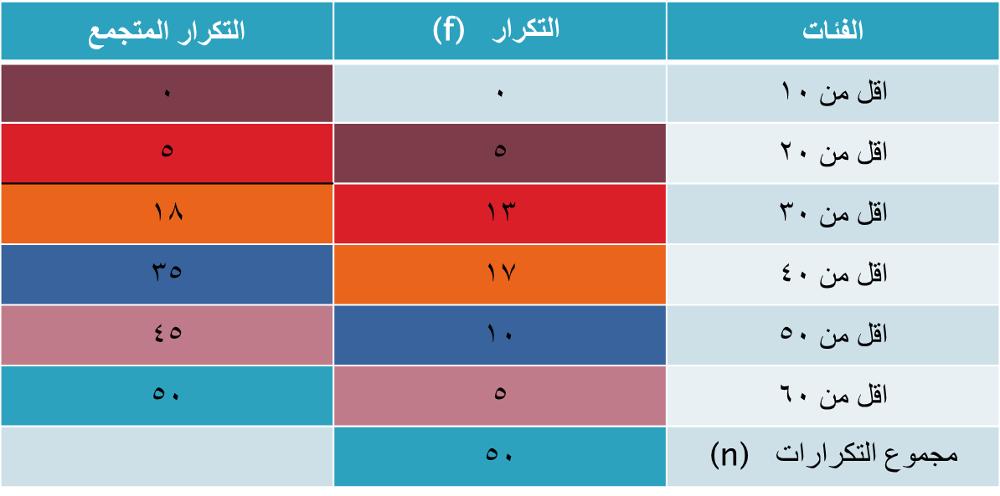 الفئات التكرار (f) التكرار المتجمع
اقل من ١٠ ٠ ٠
اقل من ٢٠ ٥ ٥
اقل من ٣٠ ١٣ ١٨
اقل من ٤٠ ١٧ ٣٥
اقل من ٥٠ ١٠ ٤٥
اقل من ٦٠ ٥ ٥٠
مجموع التكرارات (n) ٥٠